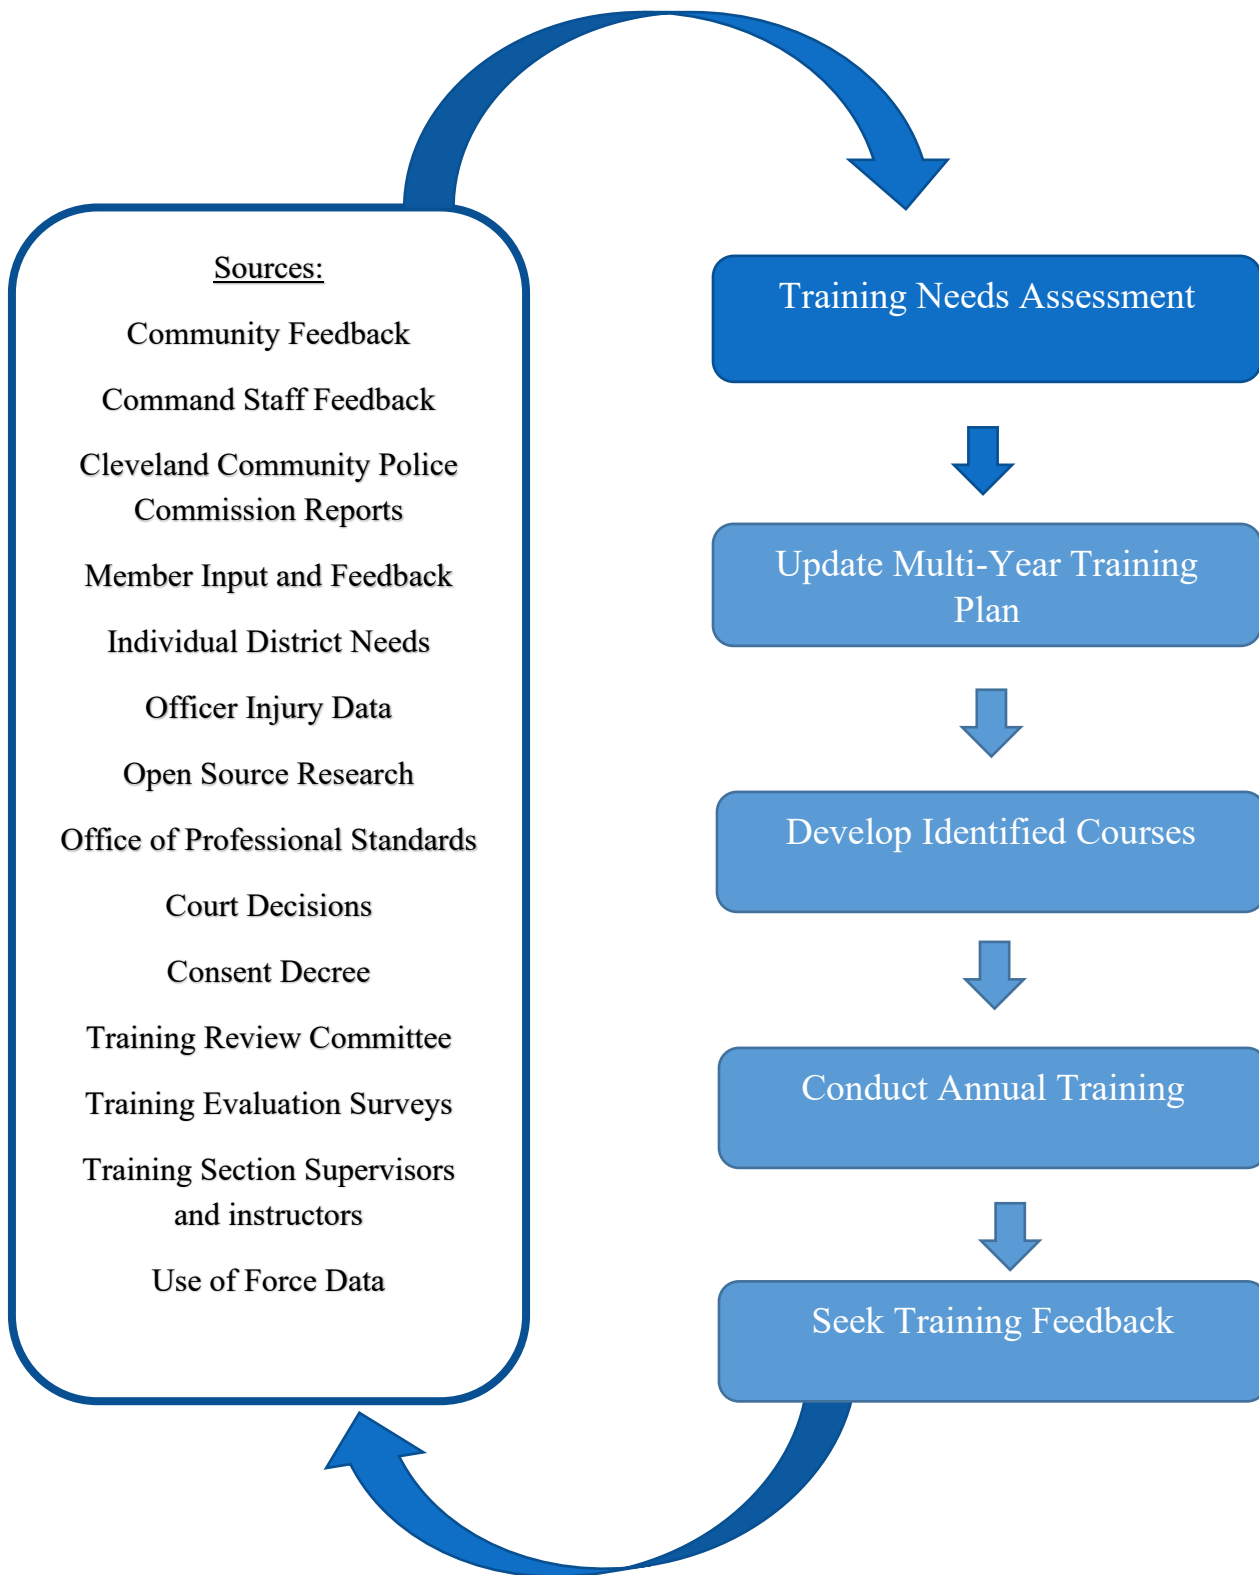 Sources:
Community Feedback
Command Staff Feedback
Cleveland Community Police
Commission Reports
Member Input and Feedback
Individual District Needs
Officer Injury Data
Open Source Research
Office of Professional Standards
Court Decisions
Consent Decree
Training Review Committee
Training Evaluation Surveys
Training Section Supervisors
and instructors
Use of Force Data
Training Needs Assessment
Update Multi-Year Training
Plan
Develop Identified Courses
Conduct Annual Training
Seek Training Feedback